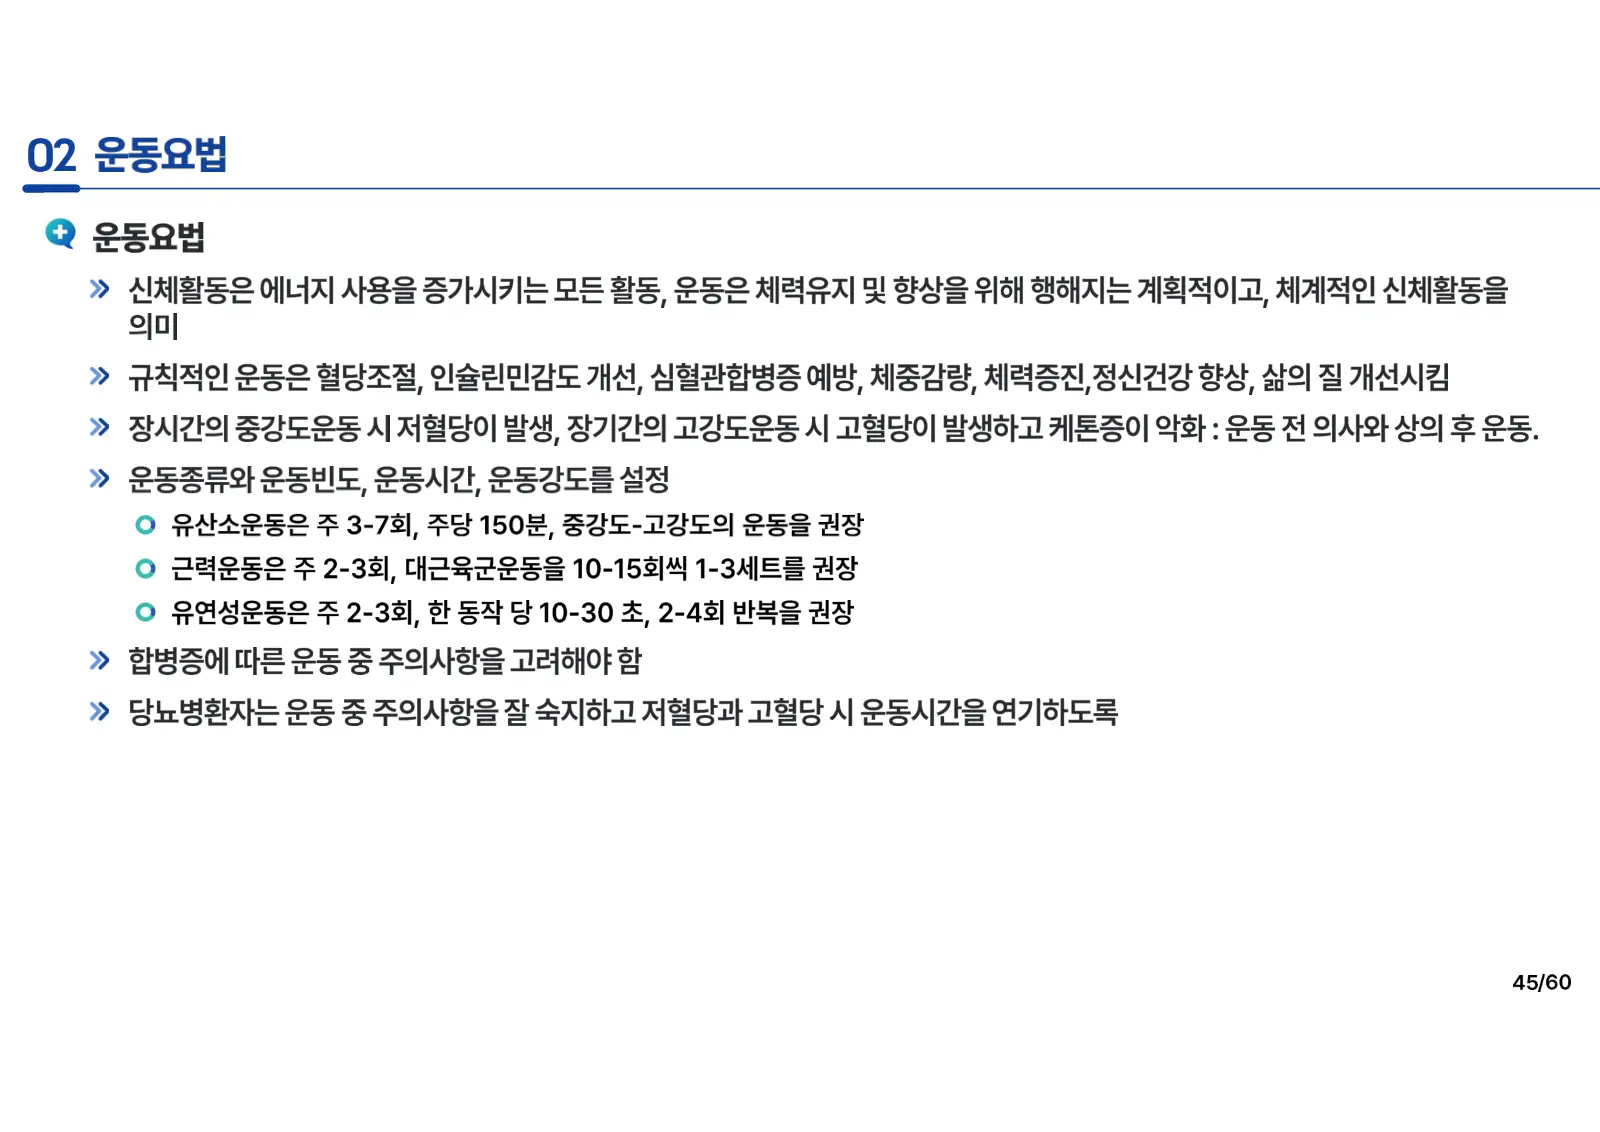 02 운동요법
운동요법
신체활동은 에너지 사용을 증가시키는 모든 활동, 운동은 체력유지 및 향상을 위해 행해지는 계획적이고, 체계적인 신체활동을
의미
규칙적인 운동은 혈당조절, 인슐린민감도 개선, 심혈관합병증 예방, 체중감량, 체력증진,정신건강 향상, 삶의 질 개선시킴
장시간의 중강도운동 시 저혈당이 발생, 장기간의 고강도운동 시 고혈당이 발생하고 케톤증이 악화 : 운동 전 의사와 상의 후 운동.
운동종류와 운동빈도, 운동시간, 운동강도를 설정
유산소운동은 주 3-7회, 주당 150분, 중강도-고강도의 운동을 권장
근력운동은 주 2-3회, 대근육군운동을 10-15회씩 1-3세트를 권장
유연성운동은 주 2-3회, 한 동작 당 10-30 초, 2-4회 반복을 권장
합병증에 따른 운동 중 주의사항을 고려해야 함
당뇨병환자는 운동 중 주의사항을 잘 숙지하고 저혈당과 고혈당 시 운동시간을 연기하도록
45/60